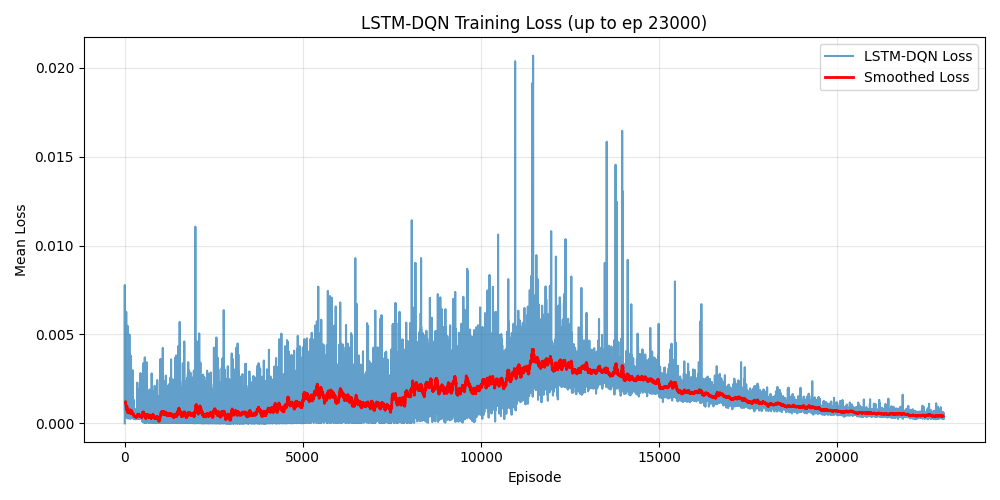 LSTM-DQN Training Loss (up to ep 23000)
LSTM-DQN Loss
Smoothed Loss
Mean Loss
0.020
0.015
0.010
0.005
0.000
0
5000
10000
15000
20000
Episode